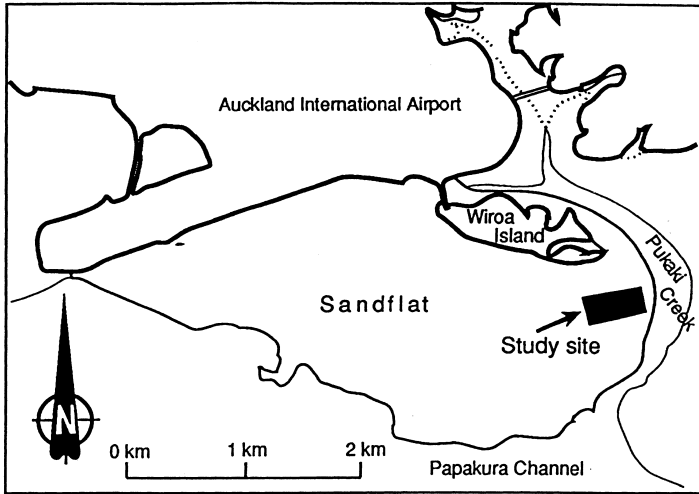 Auckland International Airport
Wiroa
Island
Pukaki
Creek
Sandflat
Study site
N
0 km
1 km
2 km
Papakura Channel